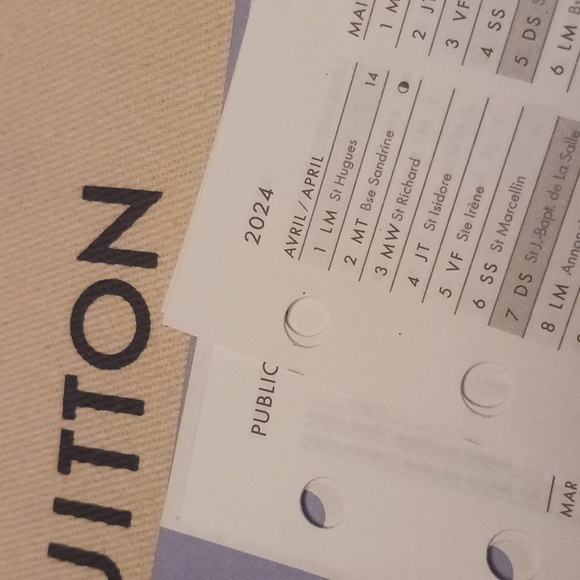 UITTON
2024
AVRIL / APRIL
1 LM St Hugues 14
2 MT Bse Sandrine
3 MW St Richard
4 JT St Isidore
5 VF Ste Irène
6 SS St Marcellin
7 DS St J.-Bapt. de La Salle
8 LM Annonc
MAI
1 M
2 JT
3 VF
4 SS
5 DS
6 LM
PUBLIC
MAR